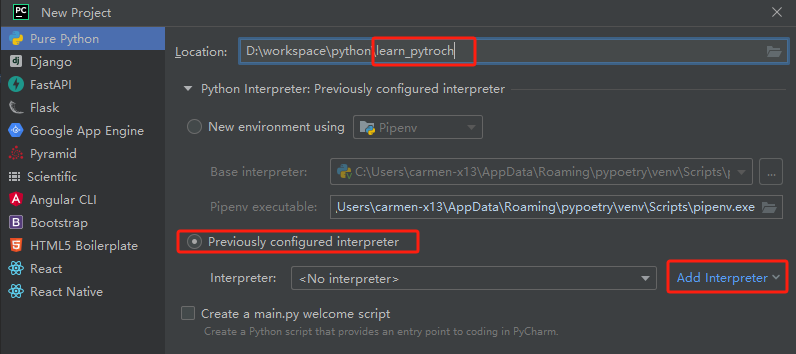 PC New Project
Pure Python
Django
FastAPI
Flask
Google App Engine
Pyramid
Scientific
Angular CLI
Bootstrap
HTML5 Boilerplate
React
React Native
Location: D:\workspace\python\learn_pytroch
Python Interpreter: Previously configured interpreter
New environment using Pipenv
Base interpreter: C:\Users\carmen-x13\AppData\Roaming\pypoetry\venv\Scripts\p ...
Pipenv executable: Users\carmen-x13\AppData\Roaming\pypoetry\venv\Scripts\pipenv.exe
Previously configured interpreter
Interpreter: <No interpreter> Add Interpreter
Create a main.py welcome script
Create a Python script that provides an entry point to coding in PyCharm.